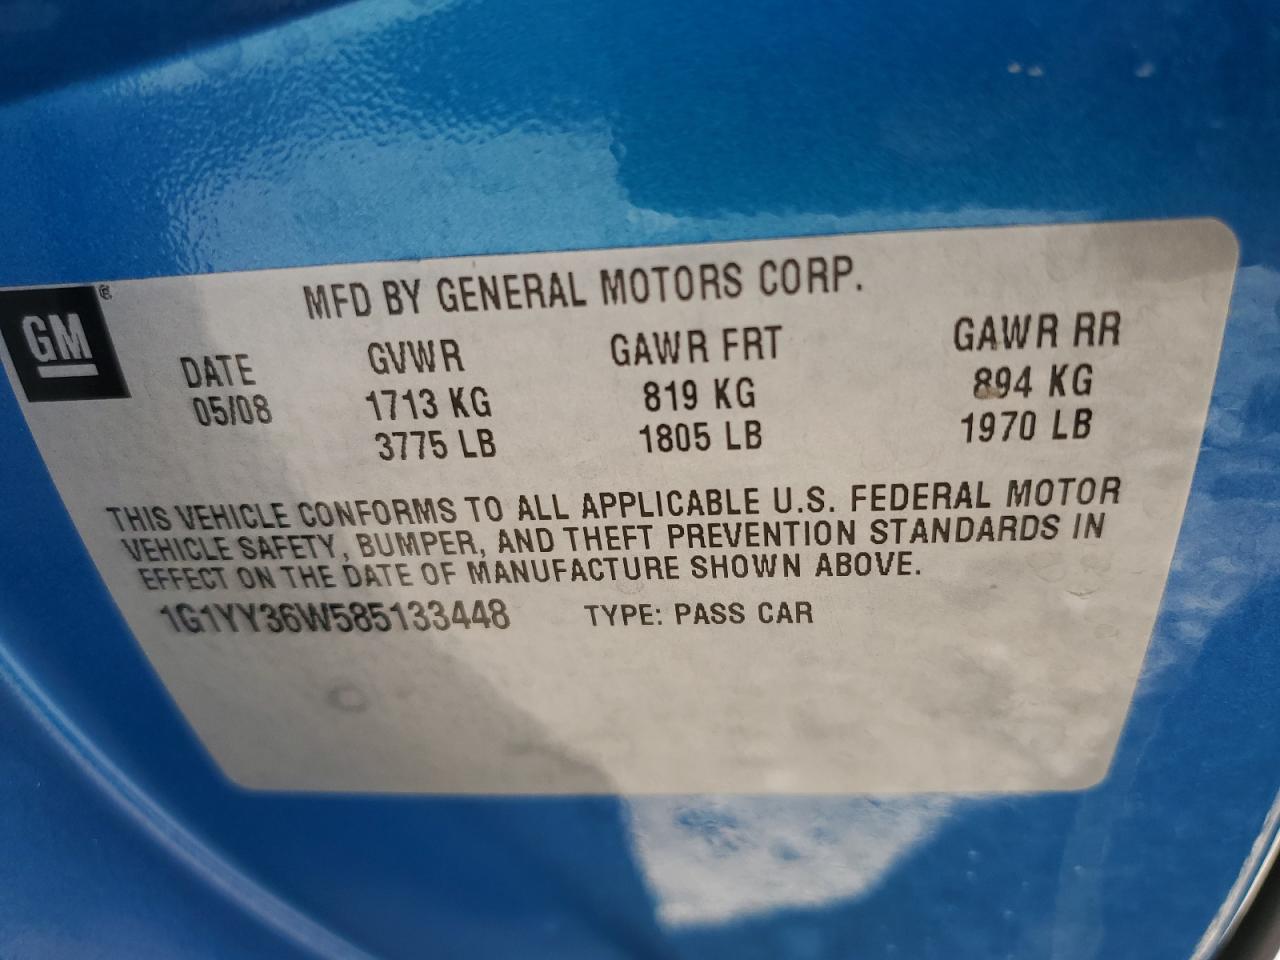 GM ®
MFD BY GENERAL MOTORS CORP.
DATE GVWR GAWR FRT GAWR RR
05/08 1713 KG 819 KG 894 KG
3775 LB 1805 LB 1970 LB
THIS VEHICLE CONFORMS TO ALL APPLICABLE U.S. FEDERAL MOTOR
VEHICLE SAFETY, BUMPER, AND THEFT PREVENTION STANDARDS IN
EFFECT ON THE DATE OF MANUFACTURE SHOWN ABOVE.
1G1YY36W585133448 TYPE: PASS CAR